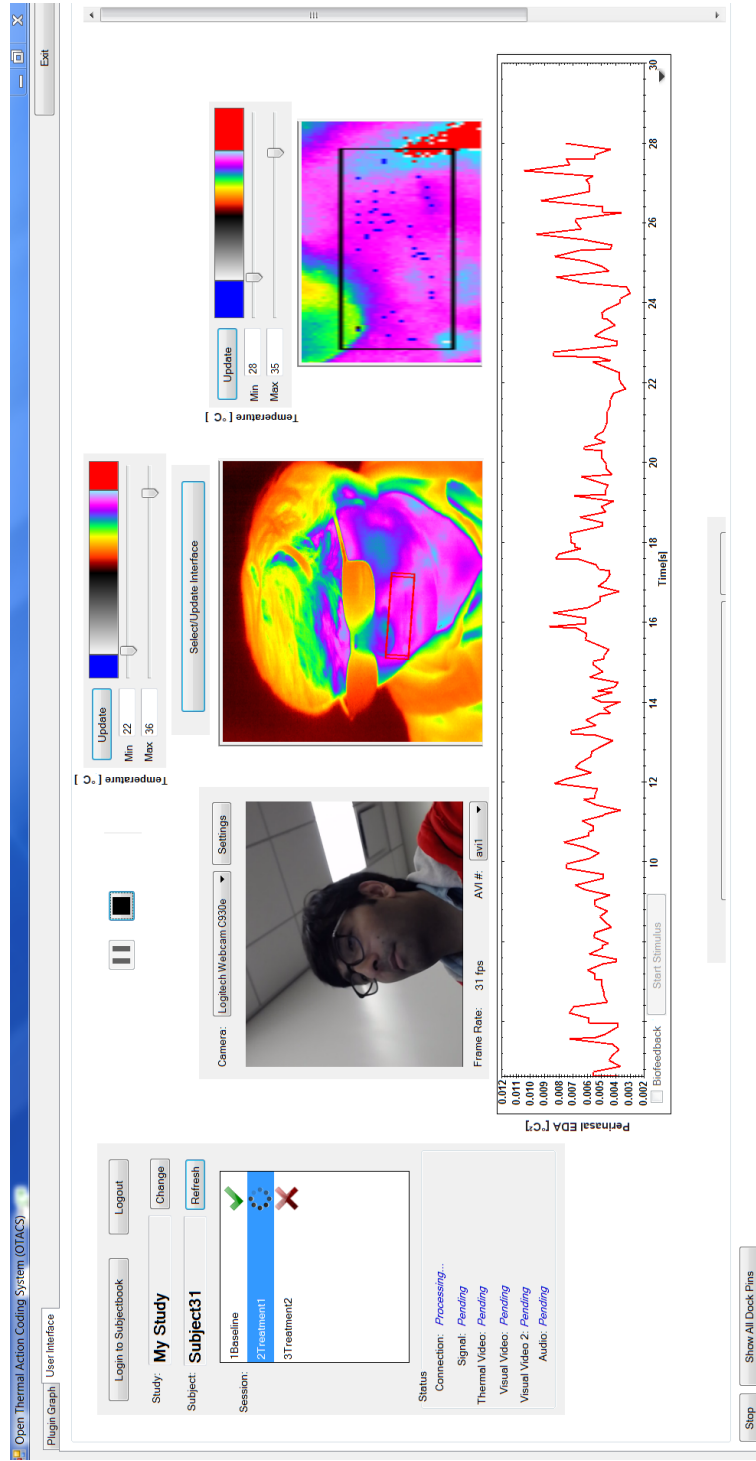 Open Thermal Action Coding System (OTACS)
Plugin Graph User Interface
Exit
Login to Subjectbook Logout
Study: My Study Change
Subject: Subject31 Refresh
Session:
1Baseline
2Treatment1
3Treatment2
Status
Connection: Processing...
Signal: Pending
Thermal Video: Pending
Visual Video: Pending
Visual Video 2: Pending
Audio: Pending
Camera: Logitech Webcam C930e Settings
Frame Rate: 31 fps AVI #: avi1
Temperature [ °C ]
Update
Min 22
Max 36
Select/Update Interface
Temperature [ °C ]
Update
Min 28
Max 35
Perinasal EDA [°C²]
0.012
0.011
0.010
0.009
0.008
0.007
0.006
0.005
0.004
0.003
0.002
10 12 14 16 18 20 22 24 26 28 30
Time[s]
Biofeedback Start Stimulus
Stop Show All Dock Pins